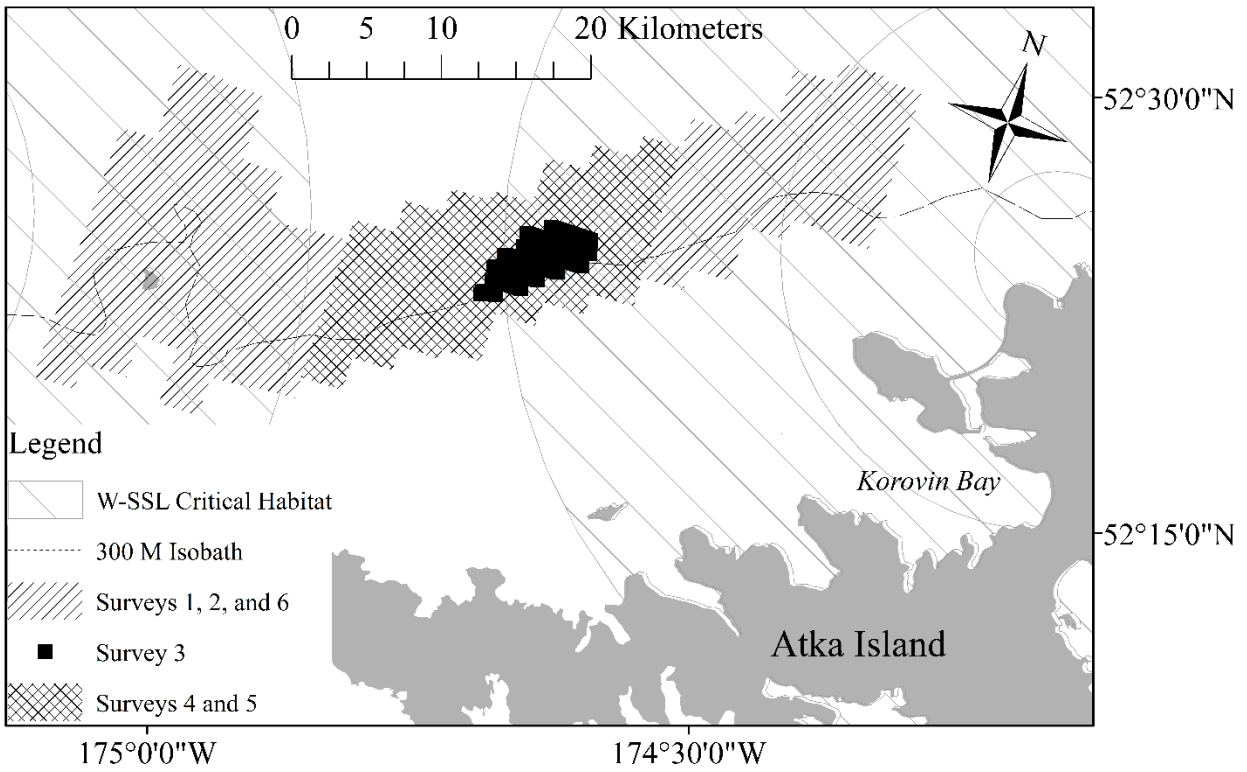 0 5 10 20 Kilometers
N
52°30'0"N
Korovin Bay
52°15'0"N
Atka Island
Legend
W-SSL Critical Habitat
300 M Isobath
Surveys 1, 2, and 6
Survey 3
Surveys 4 and 5
175°0'0"W 174°30'0"W